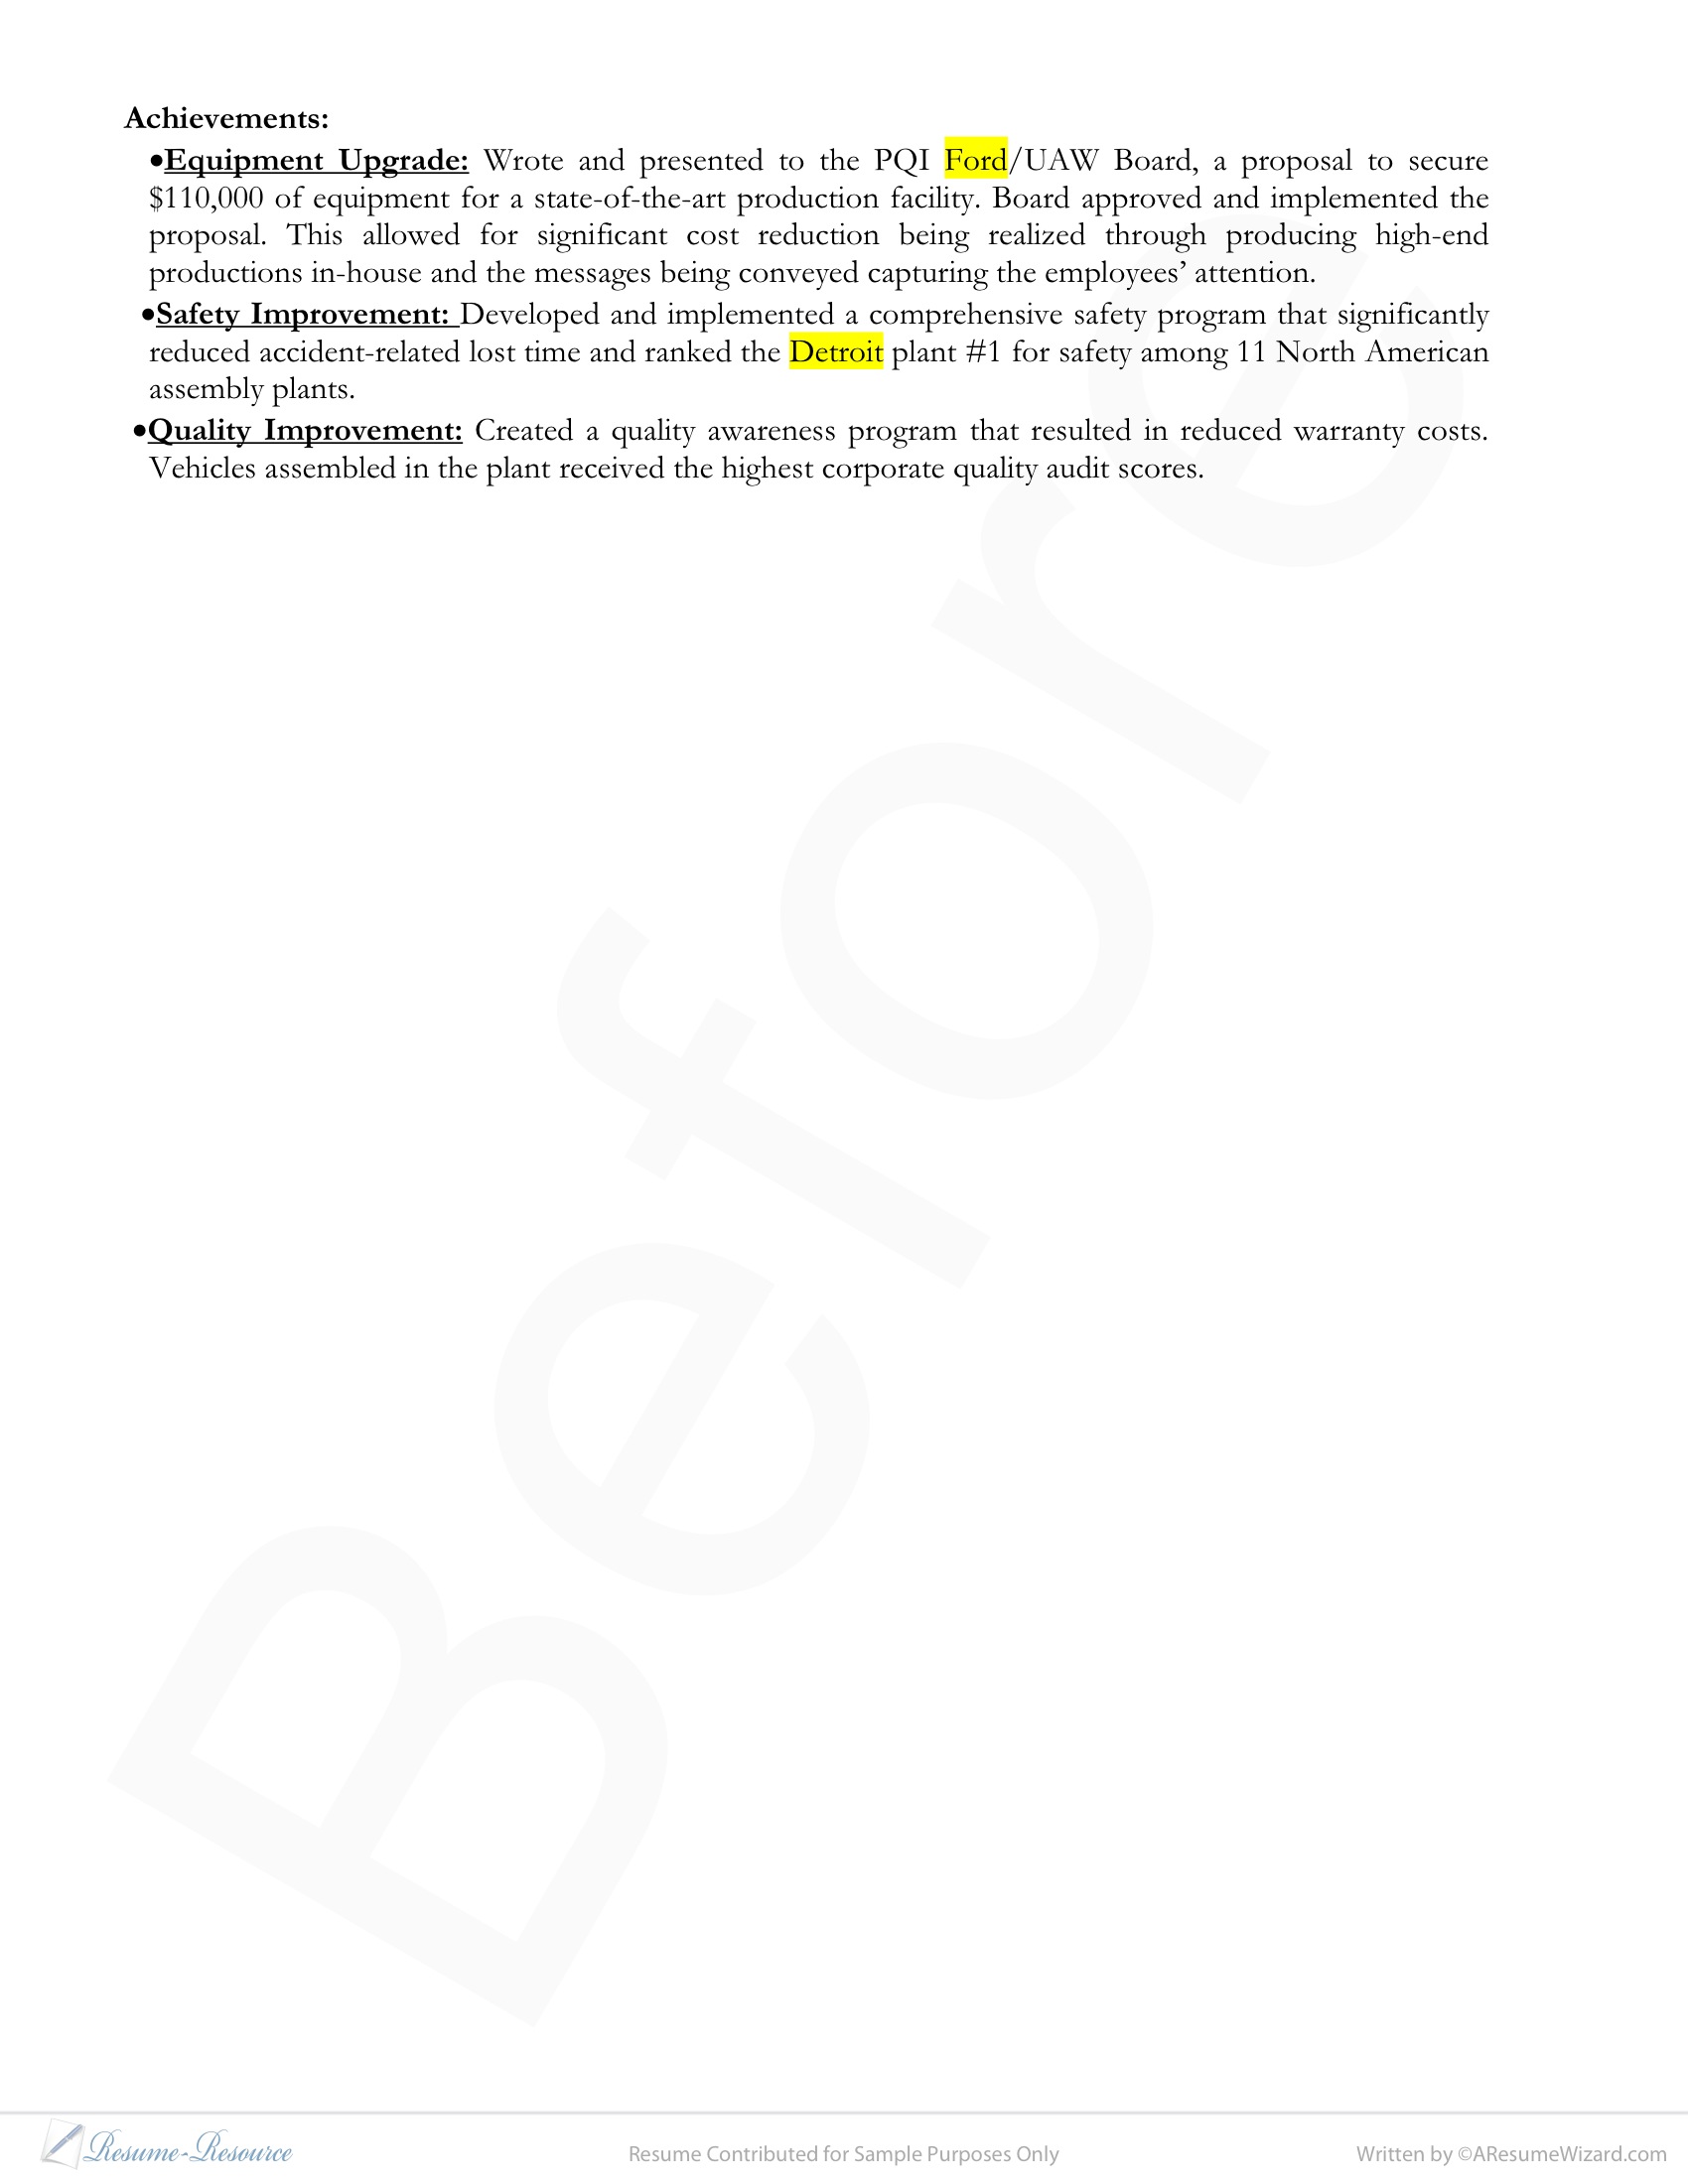 Achievements:
•Equipment Upgrade: Wrote and presented to the PQI Ford/UAW Board, a proposal to secure
$110,000 of equipment for a state-of-the-art production facility. Board approved and implemented the
proposal. This allowed for significant cost reduction being realized through producing high-end
productions in-house and the messages being conveyed capturing the employees’ attention.
•Safety Improvement: Developed and implemented a comprehensive safety program that significantly
reduced accident-related lost time and ranked the Detroit plant #1 for safety among 11 North American
assembly plants.
•Quality Improvement: Created a quality awareness program that resulted in reduced warranty costs.
Vehicles assembled in the plant received the highest corporate quality audit scores.
Before
Resume-Resource
Resume Contributed for Sample Purposes Only
Written by ©AResumeWizard.com